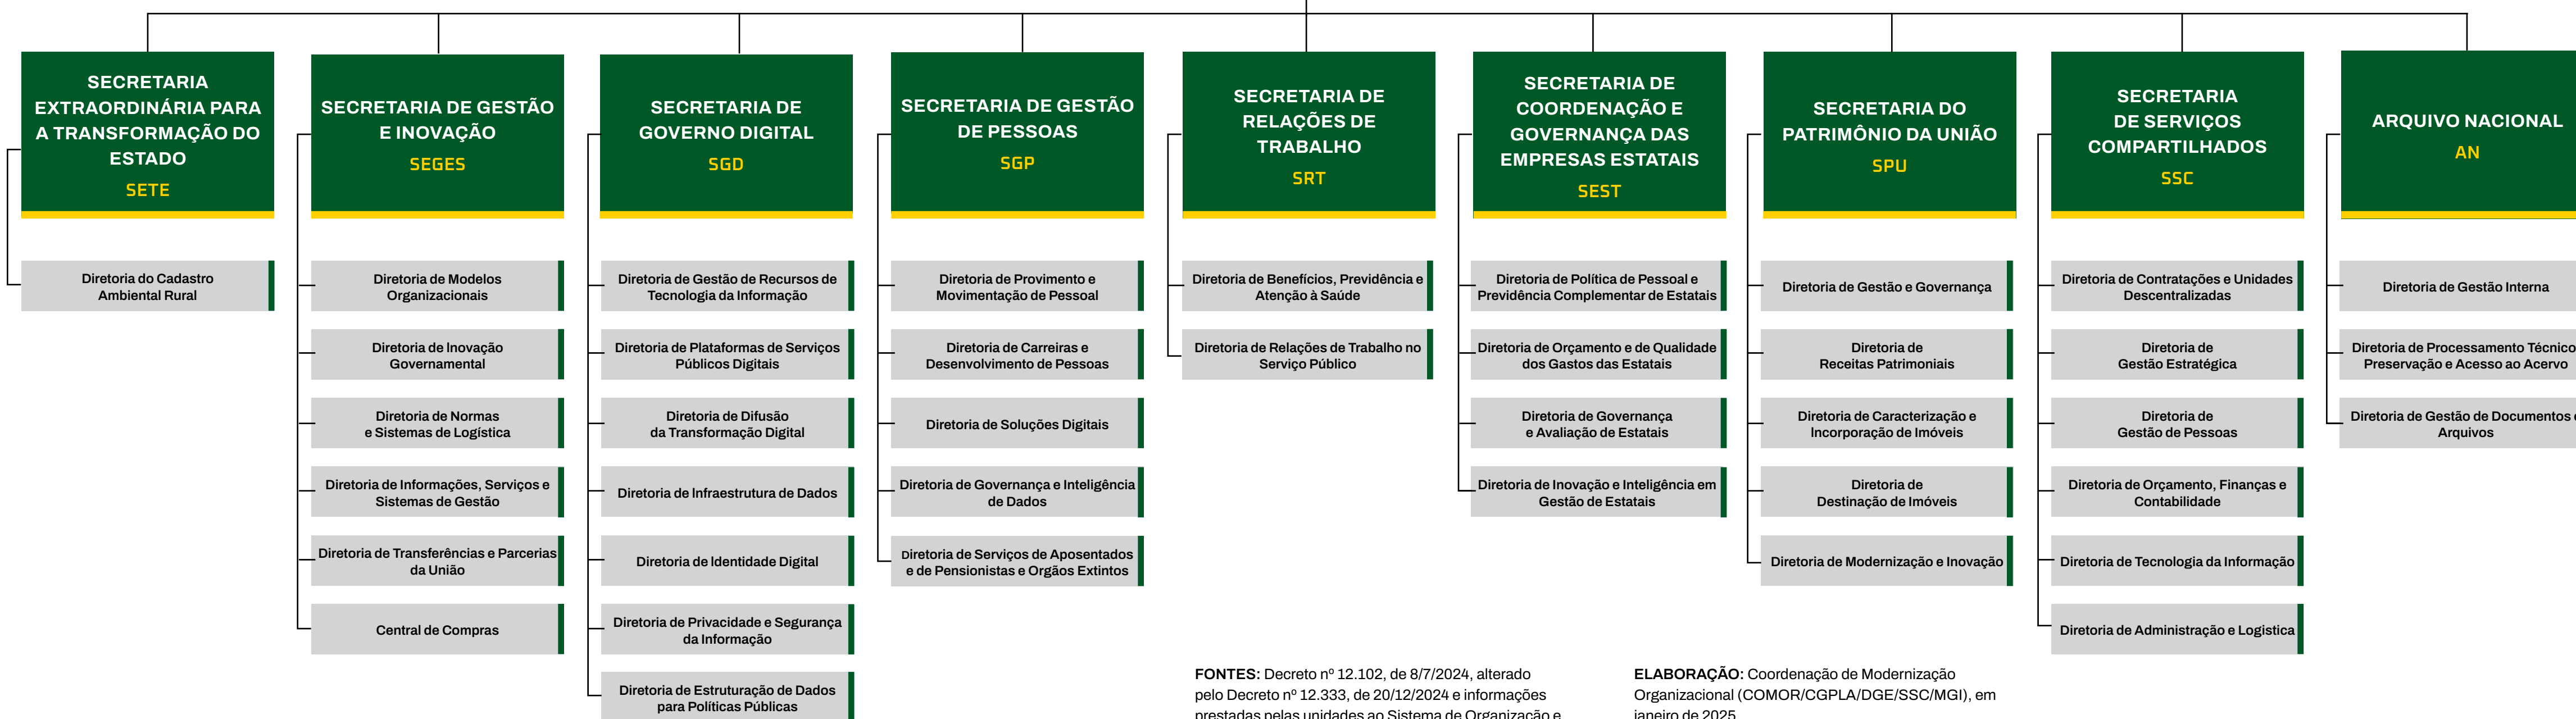 SECRETARIA
EXTRAORDINÁRIA PARA
A TRANSFORMAÇÃO DO
ESTADO
SETE
Diretoria do Cadastro
Ambiental Rural
SECRETARIA DE GESTÃO
E INOVAÇÃO
SEGES
Diretoria de Modelos
Organizacionais
Diretoria de Inovação
Governamental
Diretoria de Normas
e Sistemas de Logística
Diretoria de Informações, Serviços e
Sistemas de Gestão
Diretoria de Transferências e Parcerias
da União
Central de Compras
SECRETARIA DE
GOVERNO DIGITAL
SGD
Diretoria de Gestão de Recursos de
Tecnologia da Informação
Diretoria de Plataformas de Serviços
Públicos Digitais
Diretoria de Difusão
da Transformação Digital
Diretoria de Infraestrutura de Dados
Diretoria de Identidade Digital
Diretoria de Privacidade e Segurança
da Informação
Diretoria de Estruturação de Dados
para Políticas Públicas
SECRETARIA DE GESTÃO
DE PESSOAS
SGP
Diretoria de Provimento e
Movimentação de Pessoal
Diretoria de Carreiras e
Desenvolvimento de Pessoas
Diretoria de Soluções Digitais
Diretoria de Governança e Inteligência
de Dados
Diretoria de Serviços de Aposentados
e de Pensionistas e Orgãos Extintos
SECRETARIA DE
RELAÇÕES DE
TRABALHO
SRT
Diretoria de Benefícios, Previdência e
Atenção à Saúde
Diretoria de Relações de Trabalho no
Serviço Público
SECRETARIA DE
COORDENAÇÃO E
GOVERNANÇA DAS
EMPRESAS ESTATAIS
SEST
Diretoria de Política de Pessoal e
Previdência Complementar de Estatais
Diretoria de Orçamento e de Qualidade
dos Gastos das Estatais
Diretoria de Governança
e Avaliação de Estatais
Diretoria de Inovação e Inteligência em
Gestão de Estatais
SECRETARIA DO
PATRIMÔNIO DA UNIÃO
SPU
Diretoria de Gestão e Governança
Diretoria de
Receitas Patrimoniais
Diretoria de Caracterização e
Incorporação de Imóveis
Diretoria de
Destinação de Imóveis
Diretoria de Modernização e Inovação
SECRETARIA
DE SERVIÇOS
COMPARTILHADOS
SSC
Diretoria de Contratações e Unidades
Descentralizadas
Diretoria de
Gestão Estratégica
Diretoria de
Gestão de Pessoas
Diretoria de Orçamento, Finanças e
Contabilidade
Diretoria de Tecnologia da Informação
Diretoria de Administração e Logistica
ARQUIVO NACIONAL
AN
Diretoria de Gestão Interna
Diretoria de Processamento Técnico
Preservação e Acesso ao Acervo
Diretoria de Gestão de Documentos
Arquivos
FONTES: Decreto nº 12.102, de 8/7/2024, alterado
pelo Decreto nº 12.333, de 20/12/2024 e informações
prestadas pelas unidades ao Sistema de Organização e
ELABORAÇÃO: Coordenação de Modernização
Organizacional (COMOR/CGPLA/DGE/SSC/MGI), em
janeiro de 2025